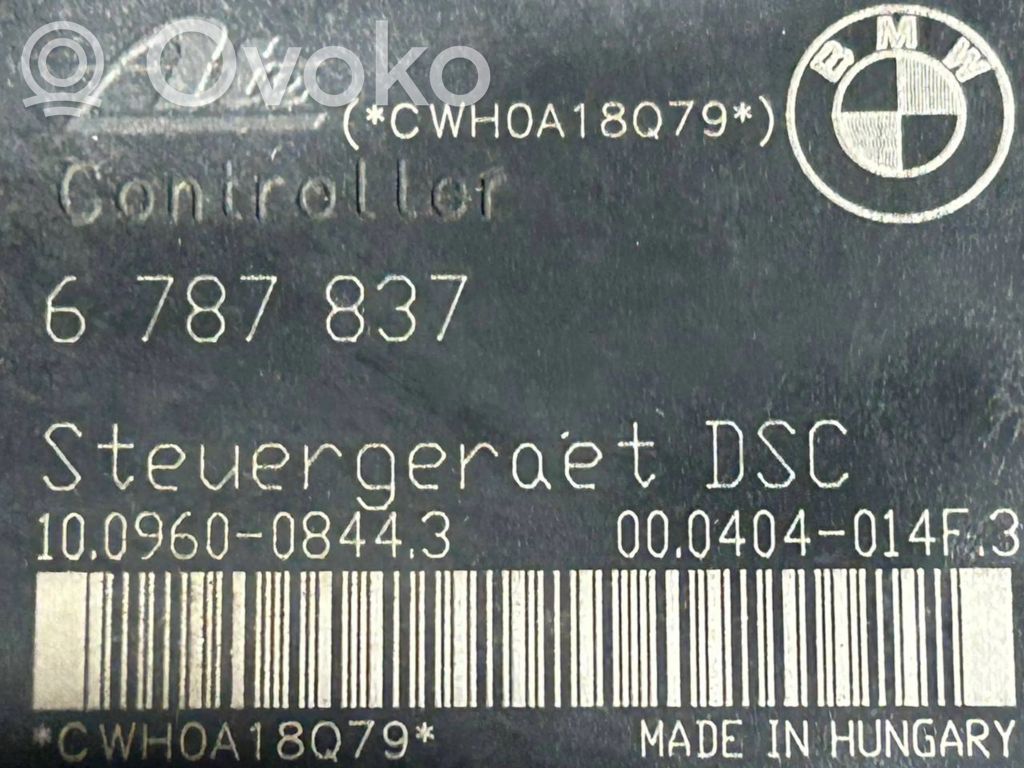 Ovoko
Ate
(*CWH0A18Q79*)
BMW
Controller
6 787 837
Steuergeraet DSC
10.0960-0844.3 00.0404-014F.3
*CWH0A18Q79* MADE IN HUNGARY